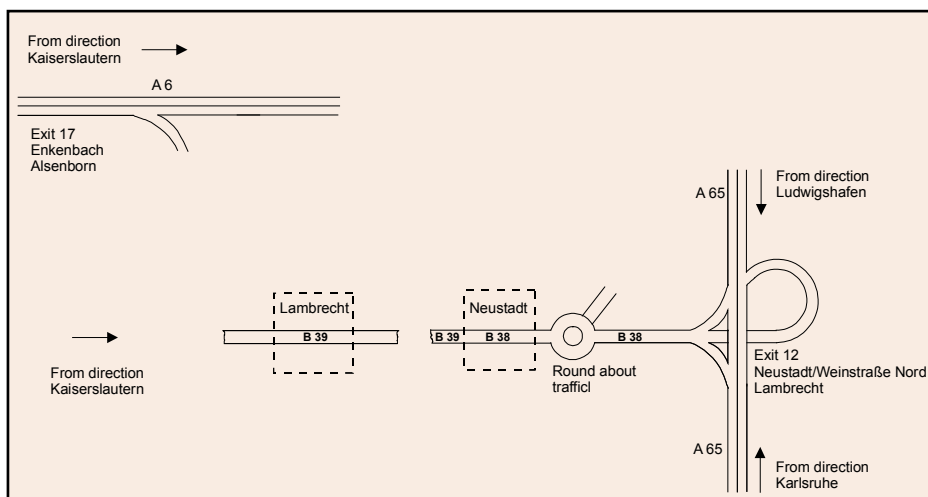 From direction
Kaiserslautern
A 6
Exit 17
Enkenbach
Alsenborn
A 65
From direction
Ludwigshafen
Lambrecht
B 39
Neustadt
B 39
B 38
B 38
Round about
trafficl
From direction
Kaiserslautern
Exit 12
Neustadt/Weinstraße Nord
Lambrecht
A 65
From direction
Karlsruhe